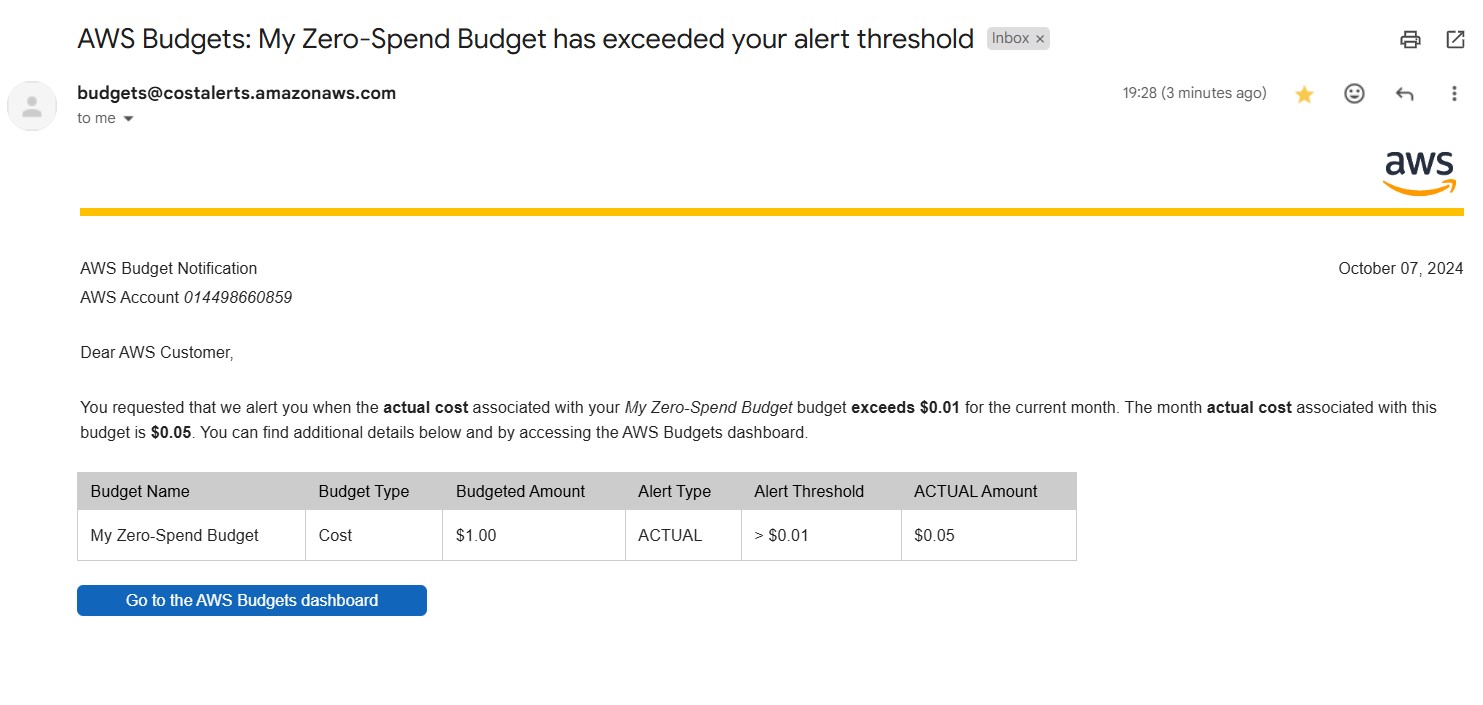 AWS Budgets: My Zero-Spend Budget has exceeded your alert threshold Inbox ×
budgets@costalerts.amazonaws.com 19:28 (3 minutes ago)
to me
aws
AWS Budget Notification October 07, 2024
AWS Account 014498660859
Dear AWS Customer,
You requested that we alert you when the actual cost associated with your My Zero-Spend Budget budget exceeds $0.01 for the current month. The month actual cost associated with this
budget is $0.05. You can find additional details below and by accessing the AWS Budgets dashboard.
Budget Name Budget Type Budgeted Amount Alert Type Alert Threshold ACTUAL Amount
My Zero-Spend Budget Cost $1.00 ACTUAL > $0.01 $0.05
Go to the AWS Budgets dashboard